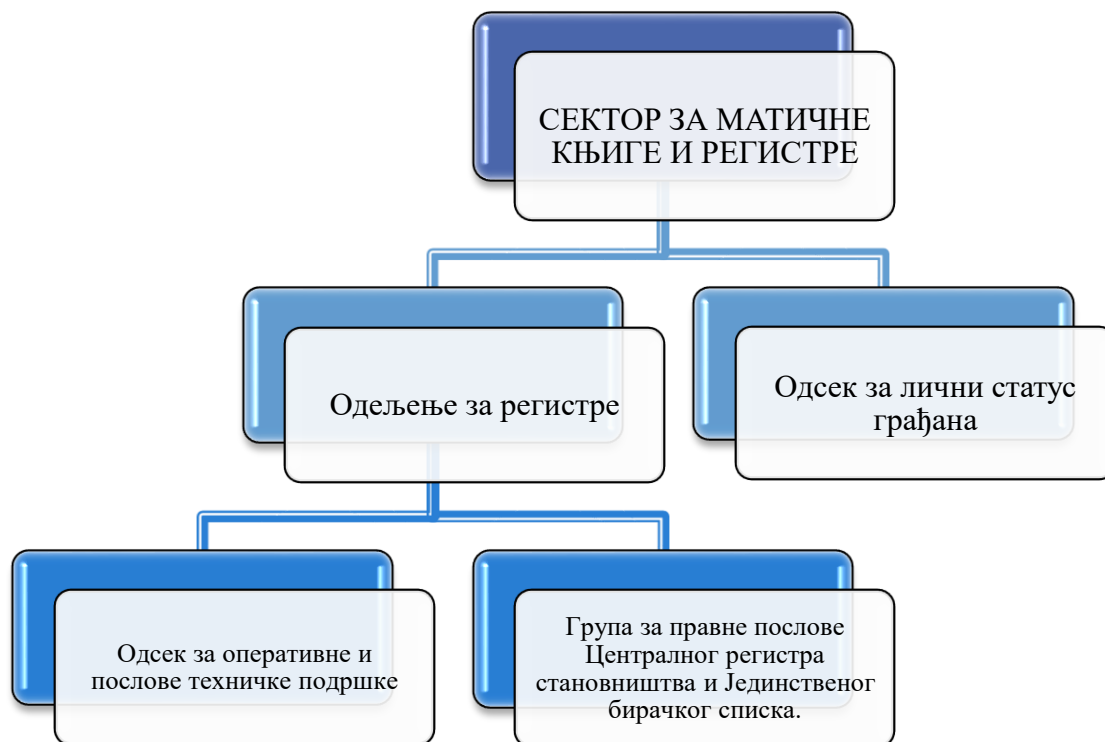 СЕКТОР ЗА МАТИЧНЕ
КЊИГЕ И РЕГИСТРЕ
Одељење за регистре
Одсек за лични статус
грађана
Одсек за оперативне и
послове техничке подршке
Група за правне послове
Централног регистра
становништва и Јединственог
бирачког списка.